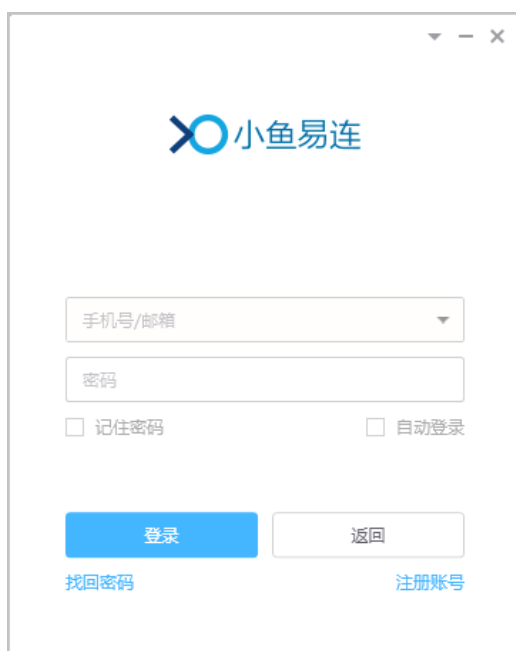 小鱼易连
手机号/邮箱
密码
记住密码 自动登录
登录 返回
找回密码 注册账号